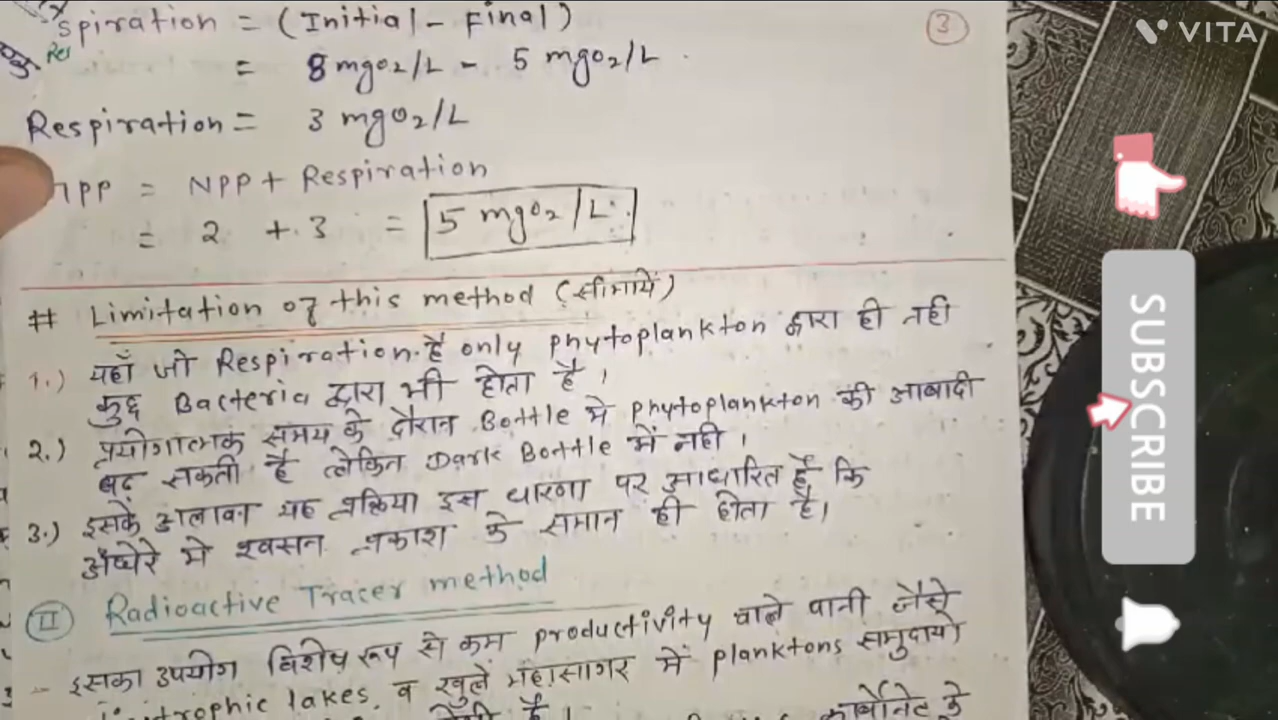 spiration = (Initial - Final)
Res
3
= 8 mgO₂/L - 5 mgO₂/L.
Respiration = 3 mgO₂/L
PP = NPP + Respiration
= 2 + 3 = 5 mgO₂/L.
# Limitation of this method (सीमायें)
1.) यहाँ जो Respiration है only phytoplankton द्वारा ही नही
कुछ Bacteria द्वारा भी होता है।
2.) प्रयोगात्मक समय के दौरान Bottle मे phytoplankton की आबादी
बढ़ सकती है लेकिन Dark Bottle में नही।
3.) इसके अलावा यह प्रक्रिया इस धारणा पर आधारित है कि
अँधेरे मे श्वसन प्रकाश के समान ही होता है।
II Radioactive Tracer method
- इसका उपयोग विशेष रूप से कम productivity वाले पानी जैसे
trophic lakes. व खुले महासागर में planktons समुदायो
है। कार्बोनेट के
VITA
SUBSCRIBE